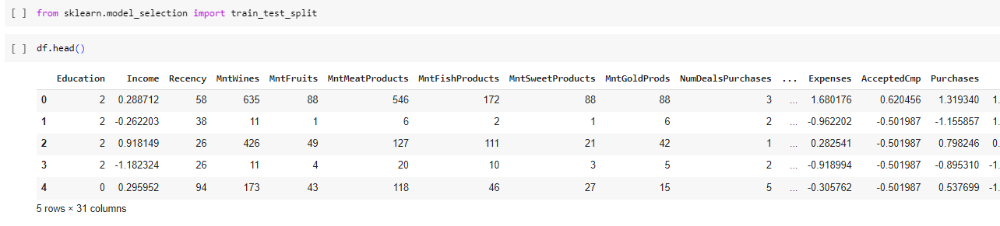 [ ] from sklearn.model_selection import train_test_split
[ ] df.head()
Education Income Recency MntWines MntFruits MntMeatProducts MntFishProducts MntSweetProducts MntGoldProds NumDealsPurchases ... Expenses AcceptedCmp Purchases
0 2 0.288712 58 635 88 546 172 88 88 3 ... 1.680176 0.620456 1.319340 1.
1 2 -0.262203 38 11 1 6 2 1 6 2 ... -0.962202 -0.501987 -1.155857 1.
2 2 0.918149 26 426 49 127 111 21 42 1 ... 0.282541 -0.501987 0.798246 0.
3 2 -1.182324 26 11 4 20 10 3 5 2 ... -0.918994 -0.501987 -0.895310 -1.
4 0 0.295952 94 173 43 118 46 27 15 5 ... -0.305762 -0.501987 0.537699 -1.
5 rows × 31 columns